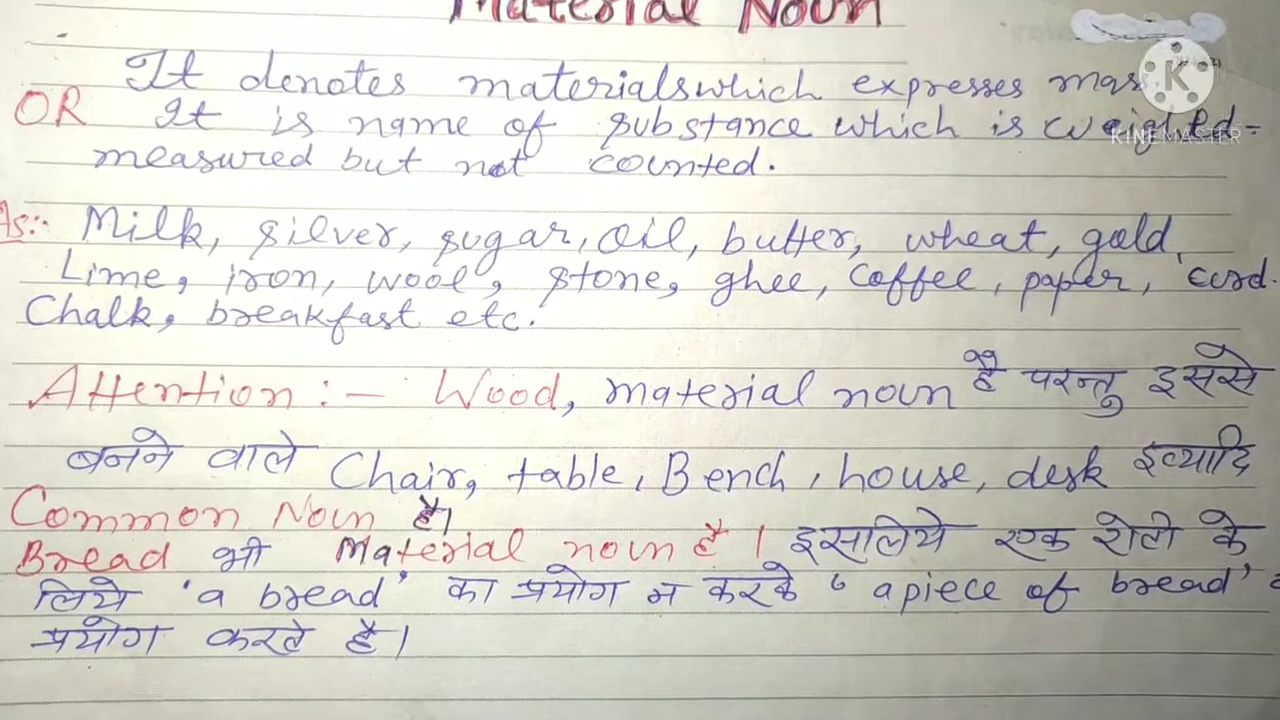 Material Noun
It denotes materials which expresses mas
OR It is name of substance which is weighed-
measured but not counted.
As:- Milk, silver, sugar, oil, butter, wheat, gold,
Lime, iron, wool, stone, ghee, coffee, paper, curd.
Chalk, breakfast etc.
Attention :- Wood, material noun है परन्तु इससे
बनने वाले Chair, table, Bench, house, desk इत्यादि
Common Noun है।
Bread भी Material noun है। इसलिये एक रोटी के
लिये 'a bread' का प्रयोग न करके 'a piece of bread'
प्रयोग करते है।
K
KINEMASTER